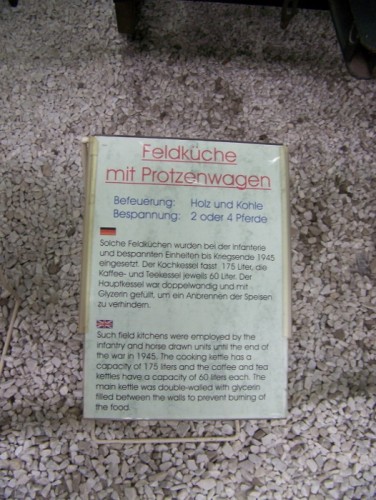 Feldküche
mit Protzenwagen
Befeuerung: Holz und Kohle
Bespannung: 2 oder 4 Pferde
Solche Feldküchen wurden bei der Infanterie
und bespannten Einheiten bis Kriegsende 1945
eingesetzt. Der Kochkessel fasst 175 Liter, die
Kaffee- und Teekessel jeweils 60 Liter. Der
Hauptkessel war doppelwandig und mit
Glyzerin gefüllt, um ein Anbrennen der Speisen
zu verhindern.
Such field kitchens were employed by the
infantry and horse drawn units until the end of
the war in 1945. The cooking kettle has a
capacity of 175 liters and the coffee and tea
kettles have a capacity of 60 liters each. The
main kettle was double-walled with glycerin
filled between the walls to prevent burning of
the food.